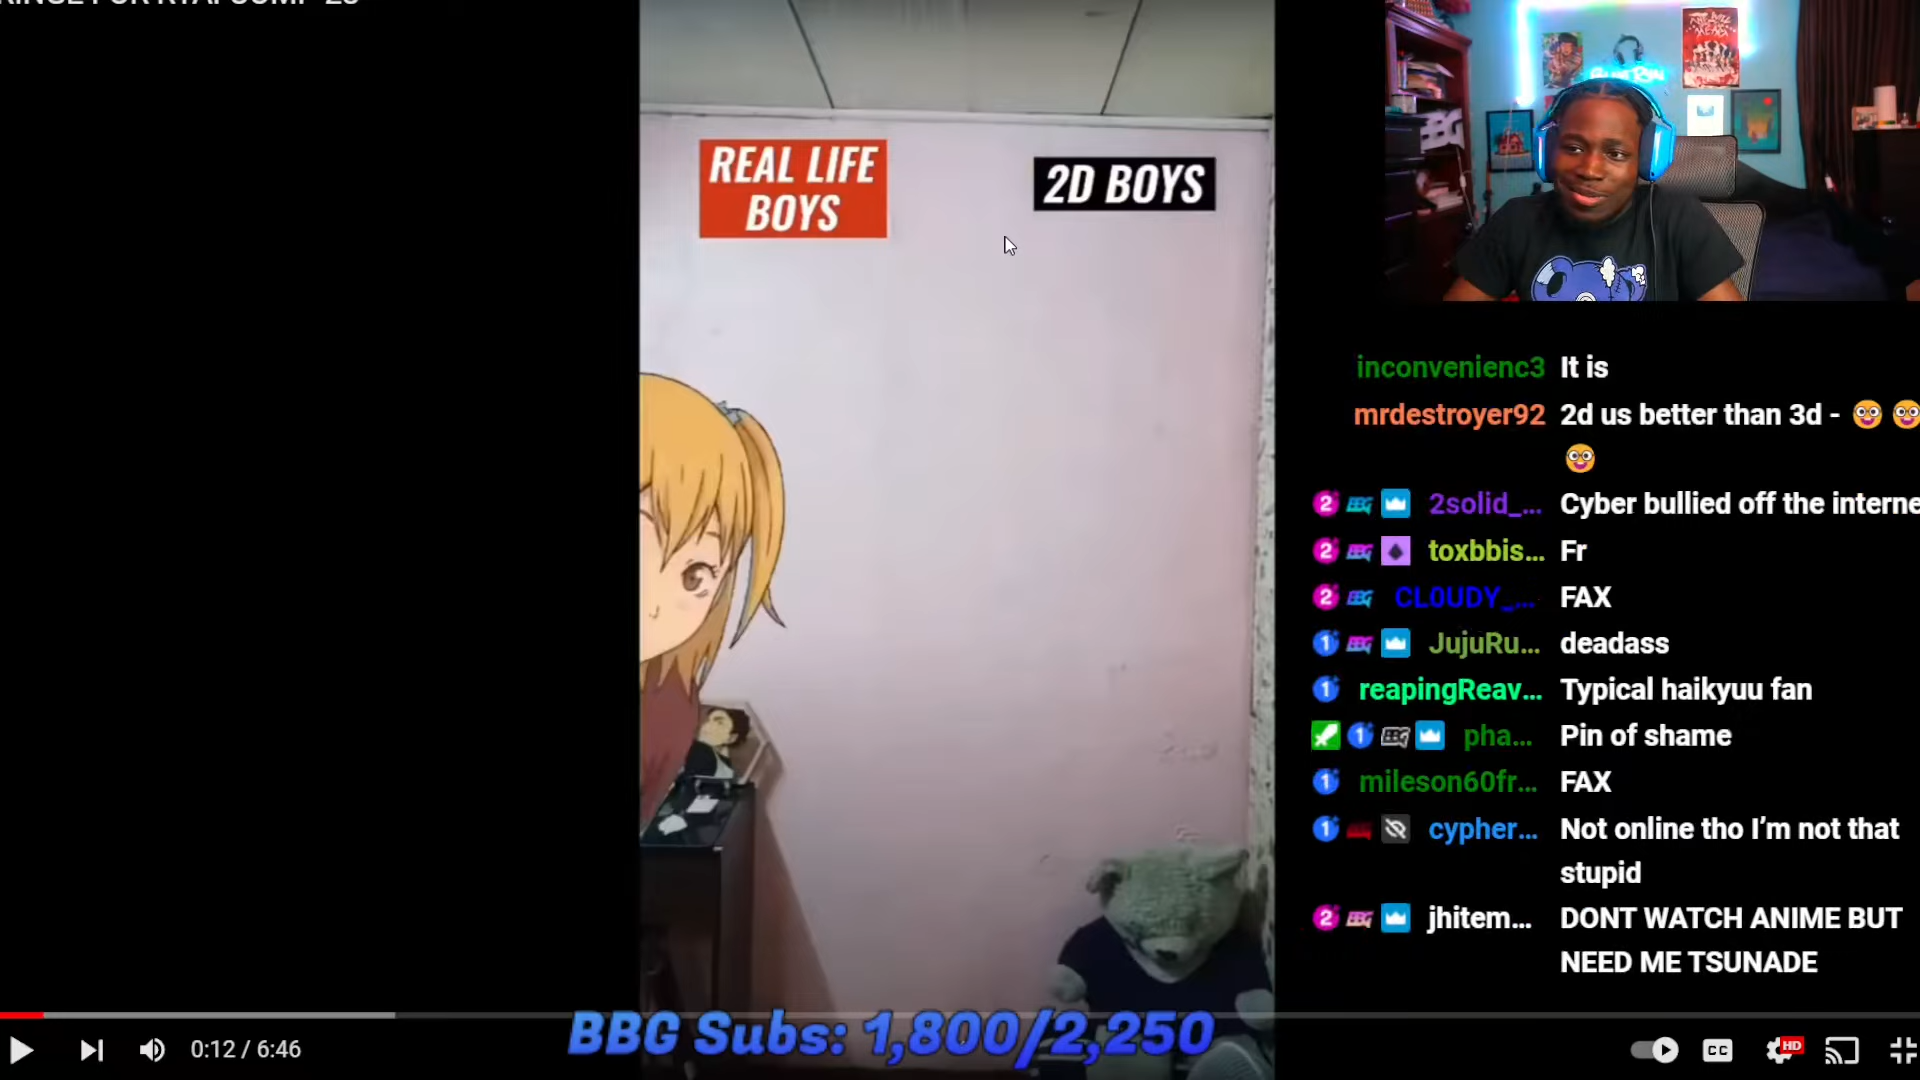 REAL LIFE
BOYS
2D BOYS
inconvenienc3 It is
mrdestroyer92 2d us better than 3d -
2solid_... Cyber bullied off the interne
toxbbis... Fr
CL0UDY_... FAX
JujuRu... deadass
reapingReav... Typical haikyuu fan
pha... Pin of shame
mileson60fr... FAX
cypher... Not online tho I'm not that
stupid
jhitem... DONT WATCH ANIME BUT
NEED ME TSUNADE
BBG Subs: 1,800/2,250
0:12 / 6:46
CC
HD